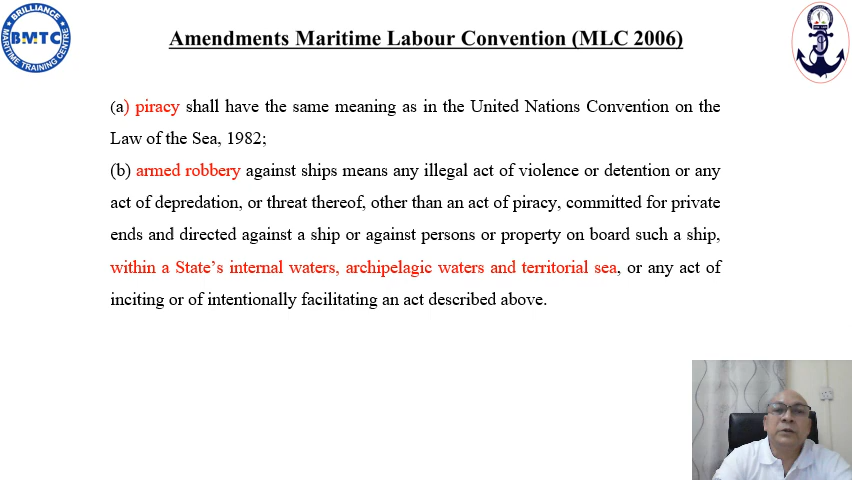 BRILLIANCE
BMTC
MARITIME TRAINING CENTRE
Amendments Maritime Labour Convention (MLC 2006)
(a) piracy shall have the same meaning as in the United Nations Convention on the
Law of the Sea, 1982;
(b) armed robbery against ships means any illegal act of violence or detention or any
act of depredation, or threat thereof, other than an act of piracy, committed for private
ends and directed against a ship or against persons or property on board such a ship,
within a State’s internal waters, archipelagic waters and territorial sea, or any act of
inciting or of intentionally facilitating an act described above.